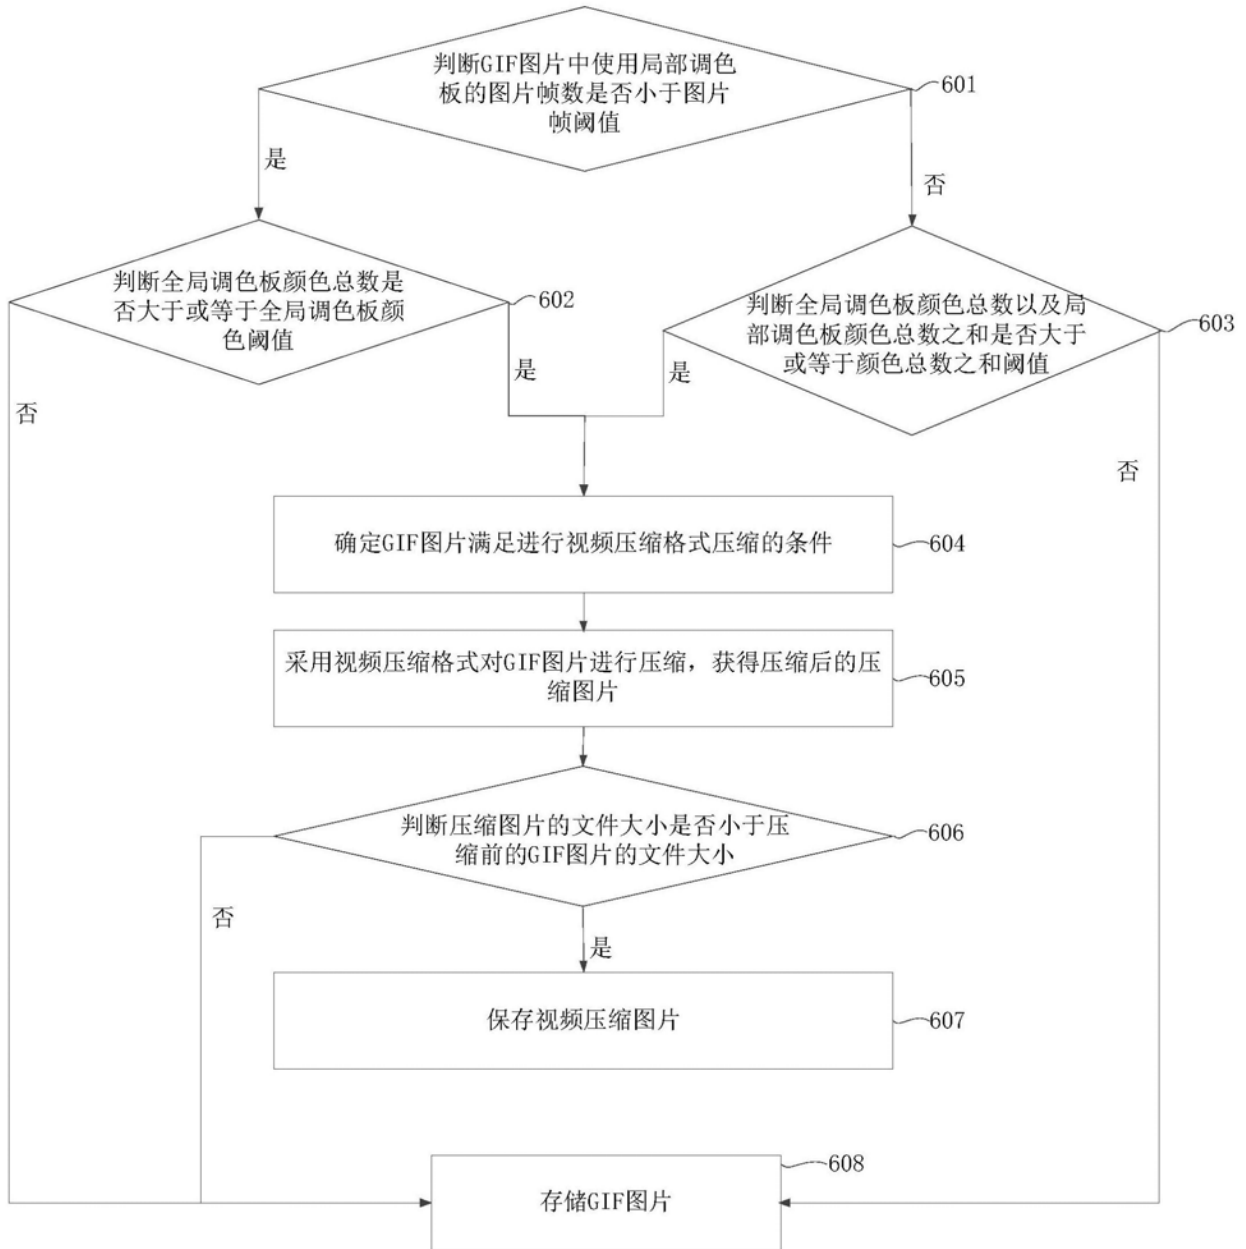 判断GIF图片中使用局部调色
板的图片帧数是否小于图片
帧阈值
601
是
否
判断全局调色板颜色总数是
否大于或等于全局调色板颜
色阈值
602
判断全局调色板颜色总数以及局
部调色板颜色总数之和是否大于
或等于颜色总数之和阈值
603
是
是
否
否
确定GIF图片满足进行视频压缩格式压缩的条件
604
采用视频压缩格式对GIF图片进行压缩，获得压缩后的压
缩图片
605
判断压缩图片的文件大小是否小于压
缩前的GIF图片的文件大小
606
否
是
保存视频压缩图片
607
608
存储GIF图片